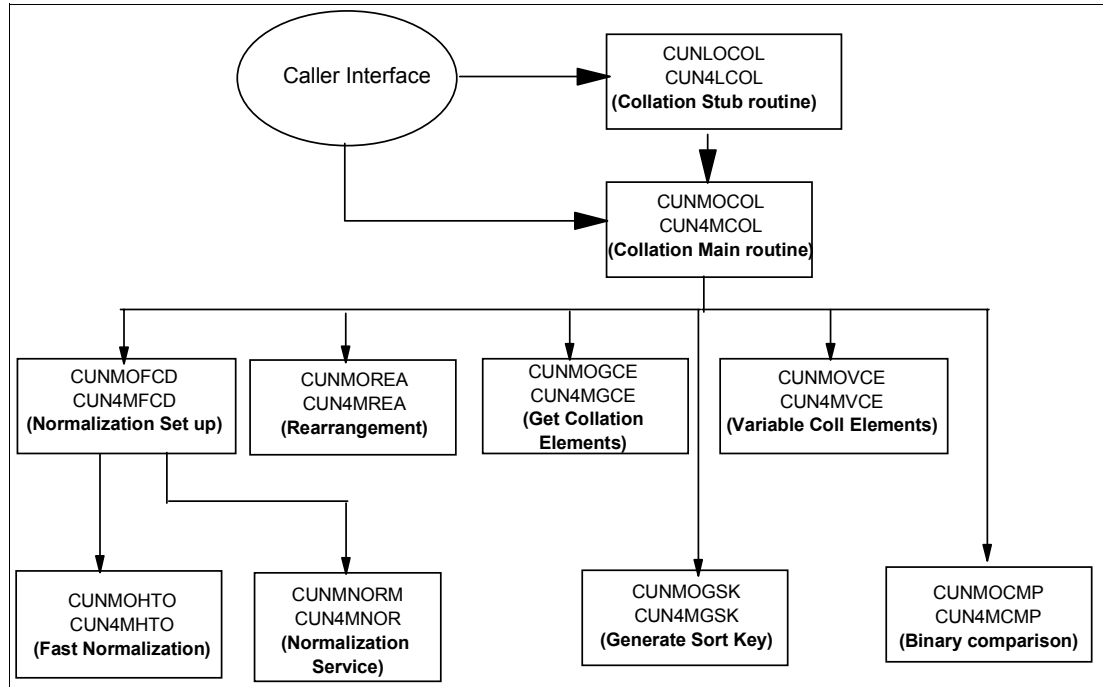 Caller Interface
CUNLOCOL
CUN4LCOL
(Collation Stub routine)
CUNMOCOL
CUN4MCOL
(Collation Main routine)
CUNMOFCD
CUN4MFCD
(Normalization Set up)
CUNMOREA
CUN4MREA
(Rearrangement)
CUNMOGCE
CUN4MGCE
(Get Collation
Elements)
CUNMOVCE
CUN4MVCE
(Variable Coll Elements)
CUNMOHTO
CUN4MHTO
(Fast Normalization)
CUNMNORM
CUN4MNOR
(Normalization
Service)
CUNMOGSK
CUN4MGSK
(Generate Sort Key)
CUNMOCMP
CUN4MCMP
(Binary comparison)